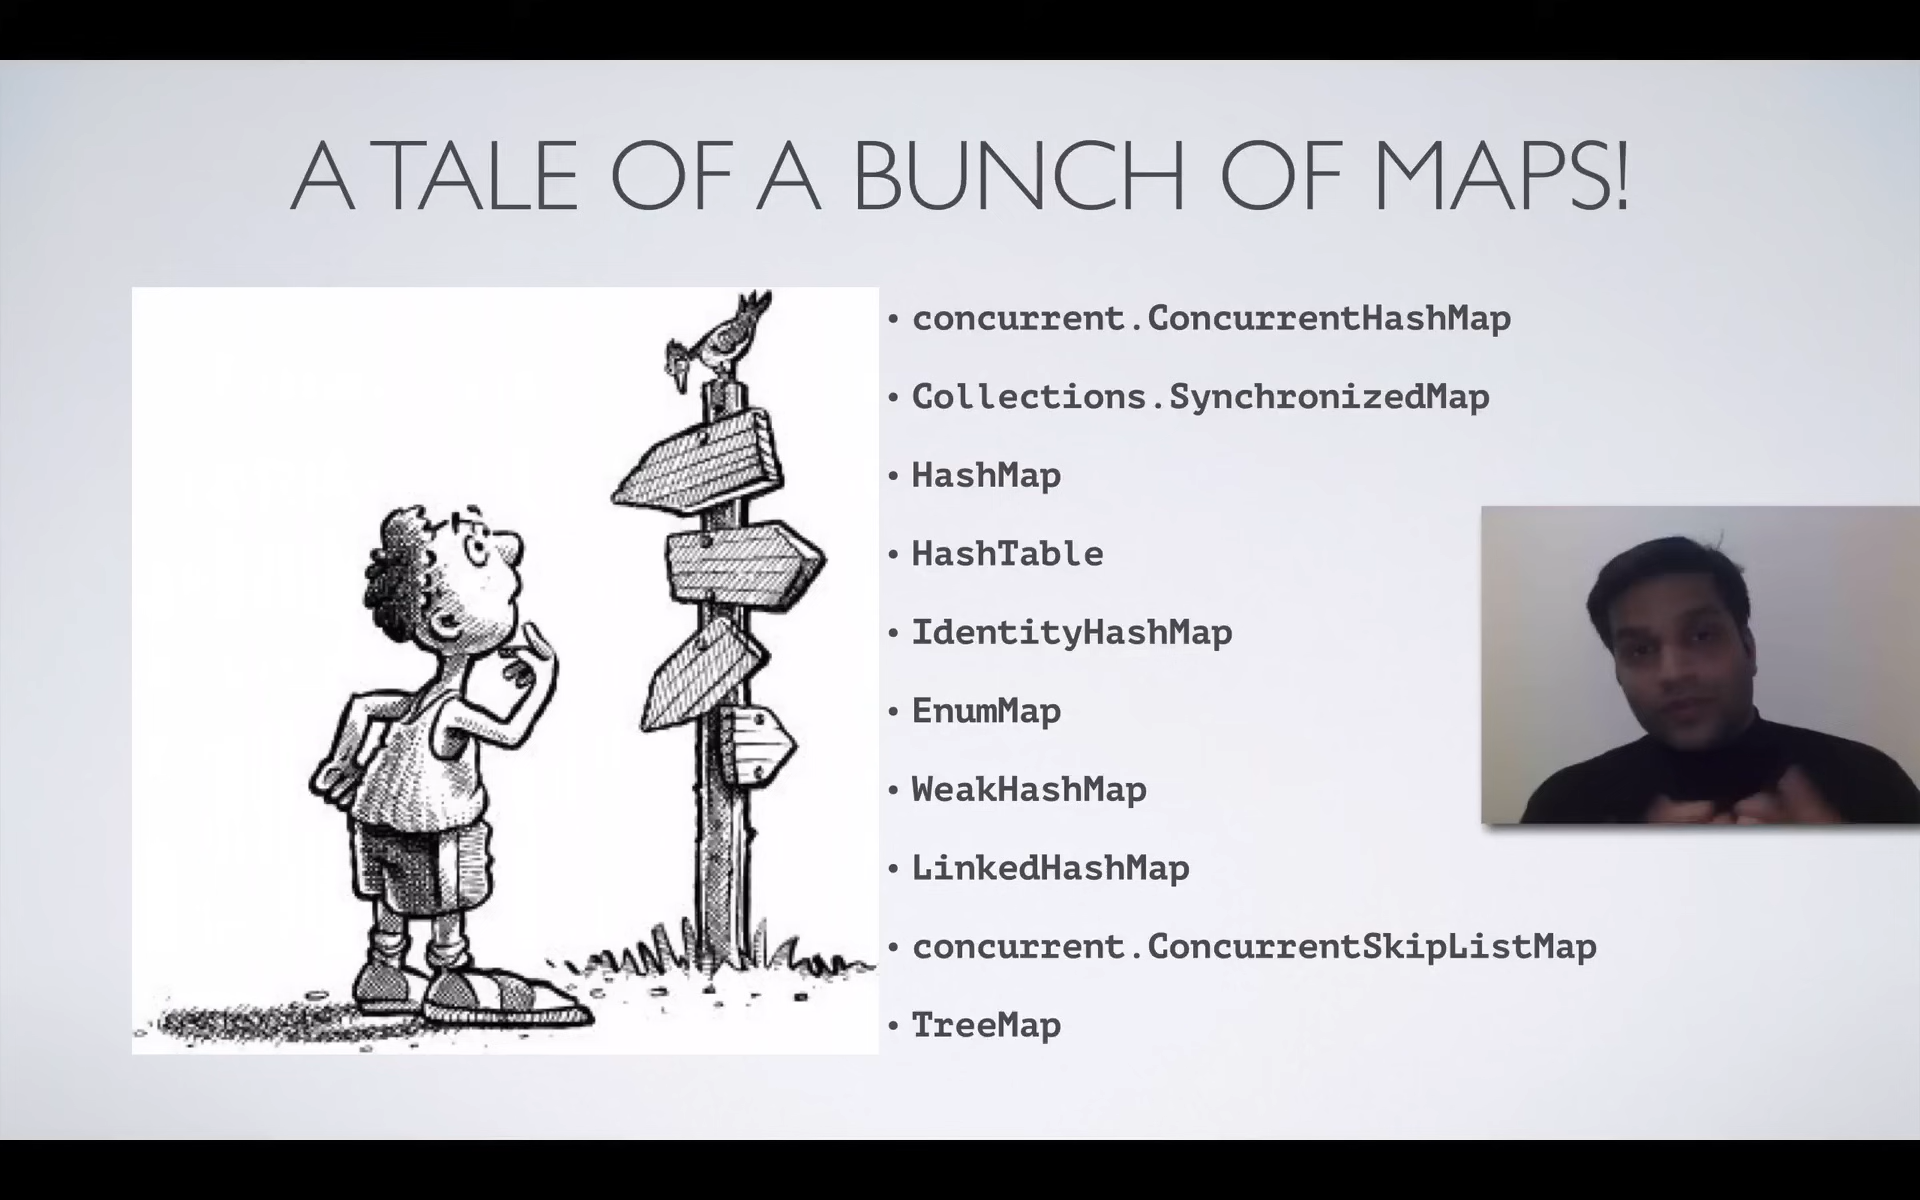 A TALE OF A BUNCH OF MAPS!
• concurrent.ConcurrentHashMap
• Collections.SynchronizedMap
• HashMap
• HashTable
• IdentityHashMap
• EnumMap
• WeakHashMap
• LinkedHashMap
• concurrent.ConcurrentSkipListMap
• TreeMap